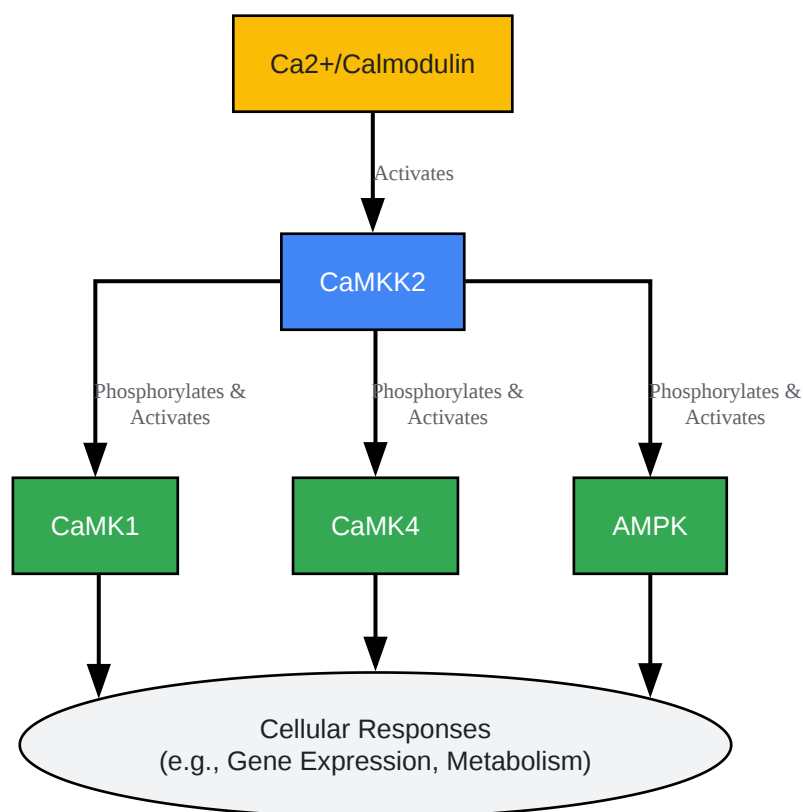 Ca2+/Calmodulin
Activates
CaMKK2
Phosphorylates &
Activates
Phosphorylates &
Activates
Phosphorylates &
Activates
CaMK1
CaMK4
AMPK
Cellular Responses
(e.g., Gene Expression, Metabolism)